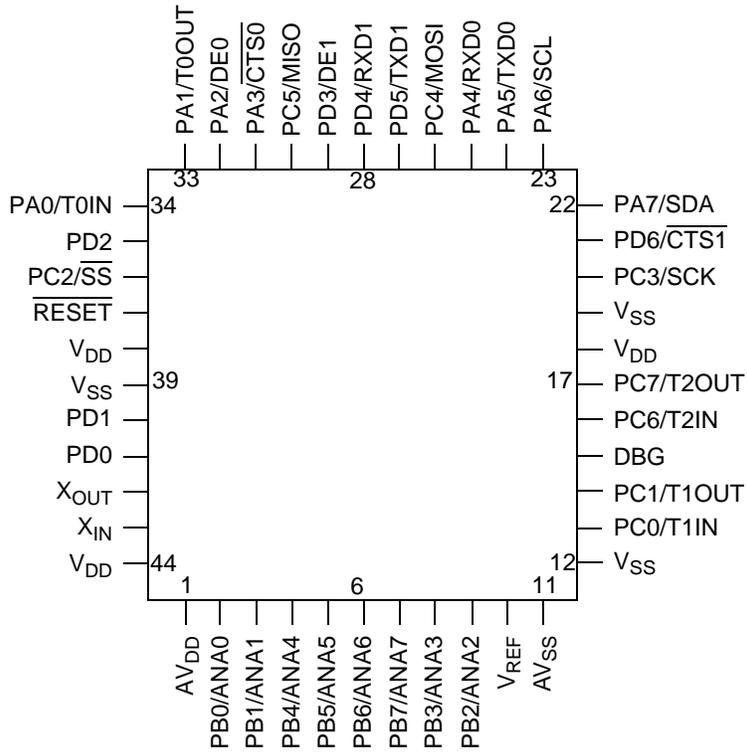 PA1/T0OUT
PA2/DE0
PA3/CTS0
PC5/MISO
PD3/DE1
PD4/RXD1
PD5/TXD1
PC4/MOSI
PA4/RXD0
PA5/TXD0
PA6/SCL
33
28
23
PA0/T0IN
34
22
PA7/SDA
PD2
PD6/CTS1
PC2/SS
PC3/SCK
RESET
VSS
VDD
VDD
VSS
39
17
PC7/T2OUT
PD1
PC6/T2IN
PD0
DBG
XOUT
PC1/T1OUT
XIN
PC0/T1IN
VDD
44
12
VSS
1
6
11
AVDD
PB0/ANA0
PB1/ANA1
PB4/ANA4
PB5/ANA5
PB6/ANA6
PB7/ANA7
PB3/ANA3
PB2/ANA2
VREF
AVSS